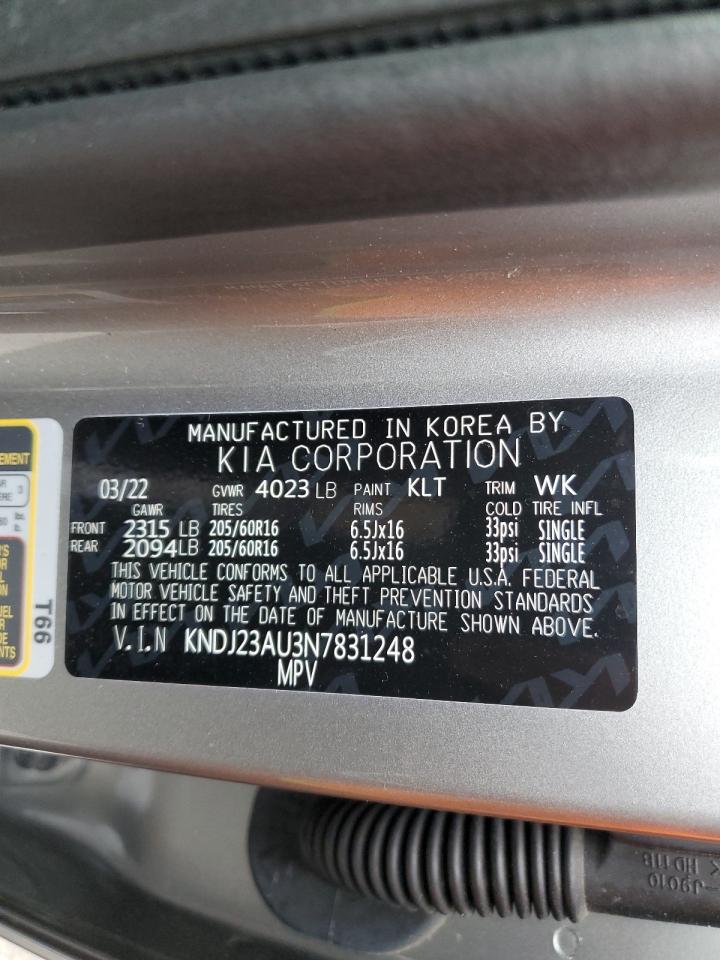 MANUFACTURED IN KOREA BY
KIA CORPORATION
03/22 GVWR 4023 LB PAINT KLT TRIM WK
GAWR TIRES RIMS COLD TIRE INFL
FRONT 2315 LB 205/60R16 6.5Jx16 33psi SINGLE
REAR 2094LB 205/60R16 6.5Jx16 33psi SINGLE
THIS VEHICLE CONFORMS TO ALL APPLICABLE U.S.A. FEDERAL
MOTOR VEHICLE SAFETY AND THEFT PREVENTION STANDARDS
IN EFFECT ON THE DATE OF MANUFACTURE SHOWN ABOVE.
V.I.N KNDJ23AU3N7831248
MPV
T66
-J9010
HD11B